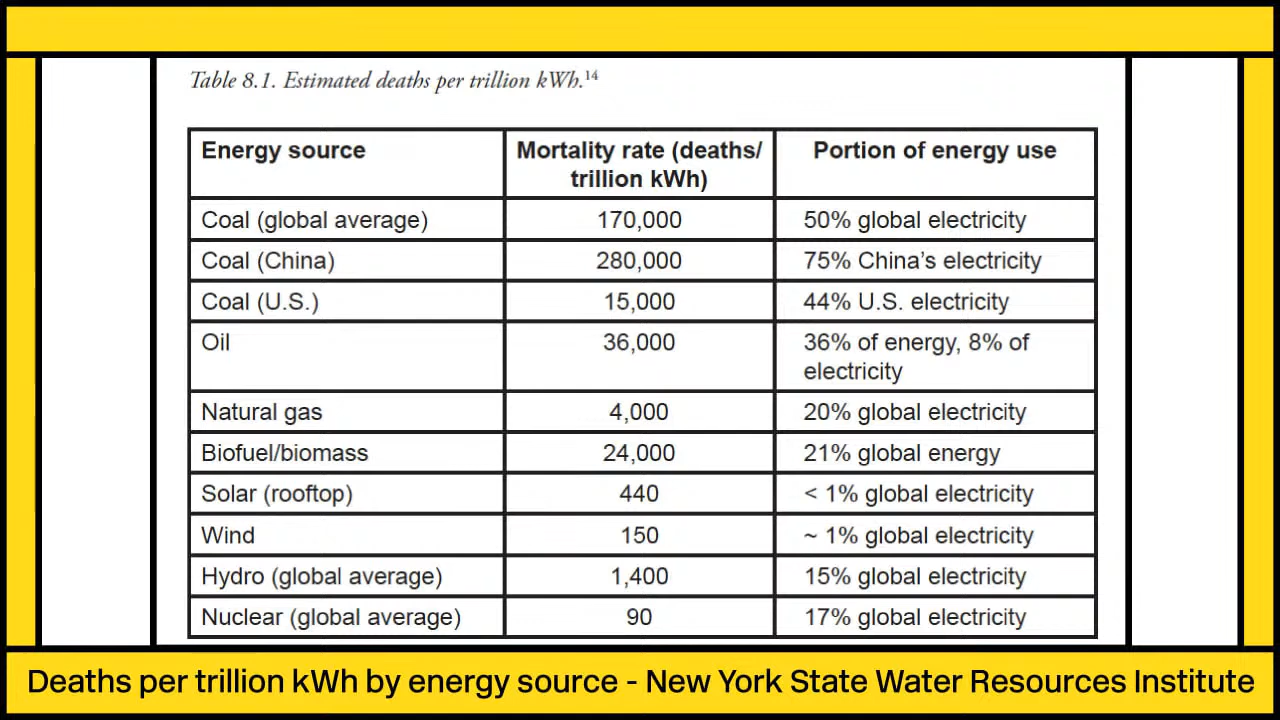 Table 8.1. Estimated deaths per trillion kWh.14
Energy source Mortality rate (deaths/ trillion kWh) Portion of energy use
Coal (global average) 170,000 50% global electricity
Coal (China) 280,000 75% China's electricity
Coal (U.S.) 15,000 44% U.S. electricity
Oil 36,000 36% of energy, 8% of
electricity
Natural gas 4,000 20% global electricity
Biofuel/biomass 24,000 21% global energy
Solar (rooftop) 440 < 1% global electricity
Wind 150 ~ 1% global electricity
Hydro (global average) 1,400 15% global electricity
Nuclear (global average) 90 17% global electricity
Deaths per trillion kWh by energy source - New York State Water Resources Institute